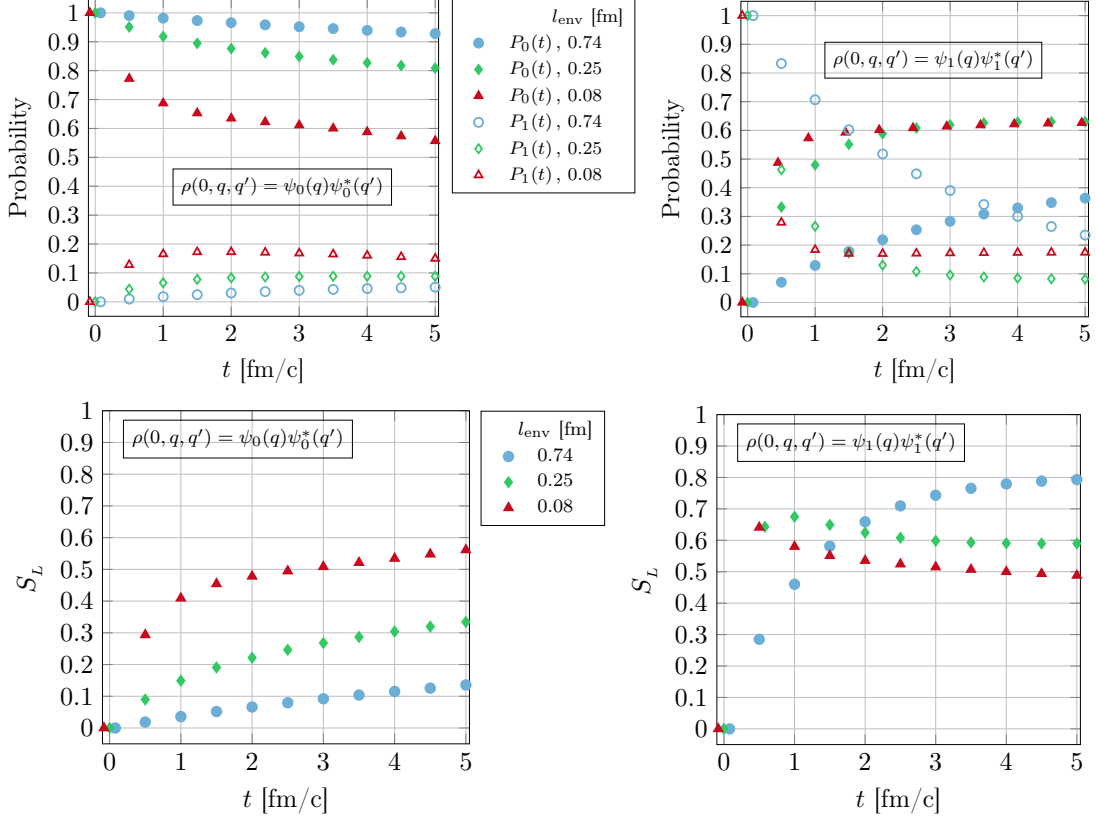 1
0.9
0.8
0.7
0.6
0.5
0.4
0.3
0.2
0.1
0
Probability
ρ(0, q, q′) = ψ₀(q)ψ₀*(q′)
0 1 2 3 4 5
t [fm/c]
l_env [fm]
P₀(t) , 0.74
P₀(t) , 0.25
P₀(t) , 0.08
P₁(t) , 0.74
P₁(t) , 0.25
P₁(t) , 0.08
1
0.9
0.8
0.7
0.6
0.5
0.4
0.3
0.2
0.1
0
Probability
ρ(0, q, q′) = ψ₁(q)ψ₁*(q′)
0 1 2 3 4 5
t [fm/c]
1
0.9
0.8
0.7
0.6
0.5
0.4
0.3
0.2
0.1
0
S_L
ρ(0, q, q′) = ψ₀(q)ψ₀*(q′)
0 1 2 3 4 5
t [fm/c]
l_env [fm]
0.74
0.25
0.08
1
0.9
0.8
0.7
0.6
0.5
0.4
0.3
0.2
0.1
0
S_L
ρ(0, q, q′) = ψ₁(q)ψ₁*(q′)
0 1 2 3 4 5
t [fm/c]